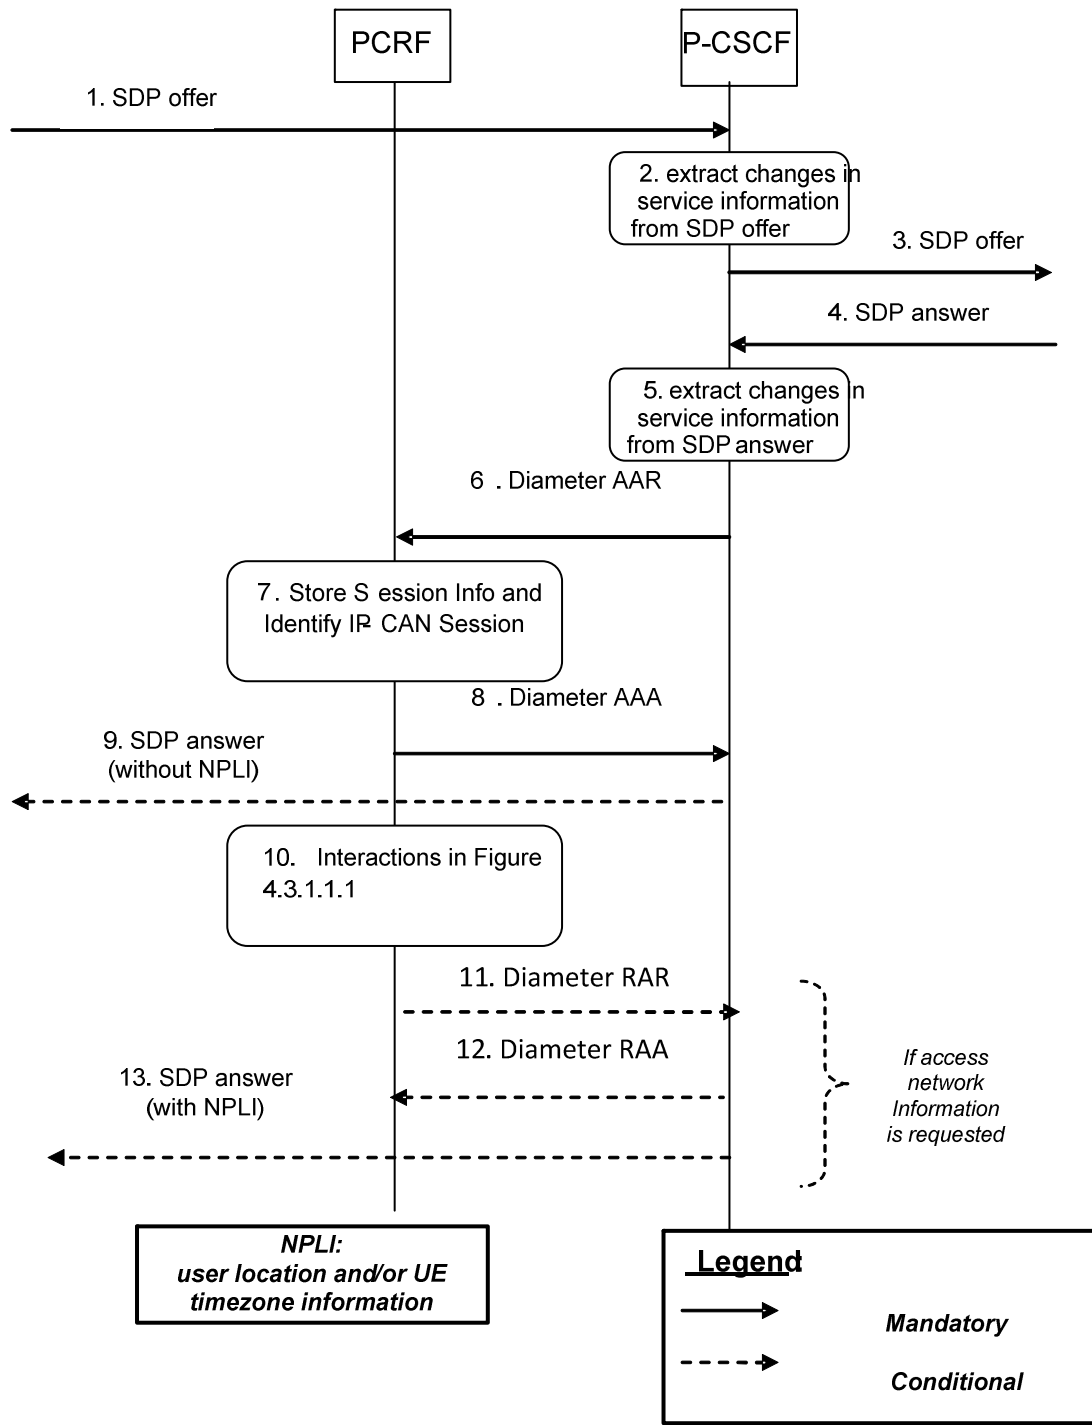 PCRF
P-CSCF
1. SDP offer
2. extract changes in
service information
from SDP offer
3. SDP offer
4. SDP answer
5. extract changes in
service information
from SDP answer
6 . Diameter AAR
7. Store S ession Info and
Identify IP- CAN Session
8 . Diameter AAA
9. SDP answer
(without NPLI)
10. Interactions in Figure
4.3.1.1.1
11. Diameter RAR
12. Diameter RAA
13. SDP answer
(with NPLI)
If access
network
Information
is requested
NPLI:
user location and/or UE
timezone information
Legend:
Mandatory
Conditional